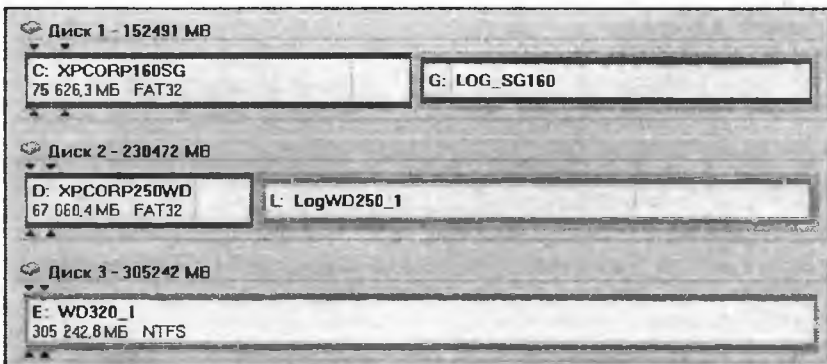 Диск 1 - 152491 MB
C: XPCORP160SG
75 626,3 МБ FAT32
G: LOG_SG160
Диск 2 - 230472 MB
D: XPCORP250WD
67 060,4 МБ FAT32
L: LogWD250_1
Диск 3 - 305242 MB
E: WD320_1
305 242,8 МБ NTFS